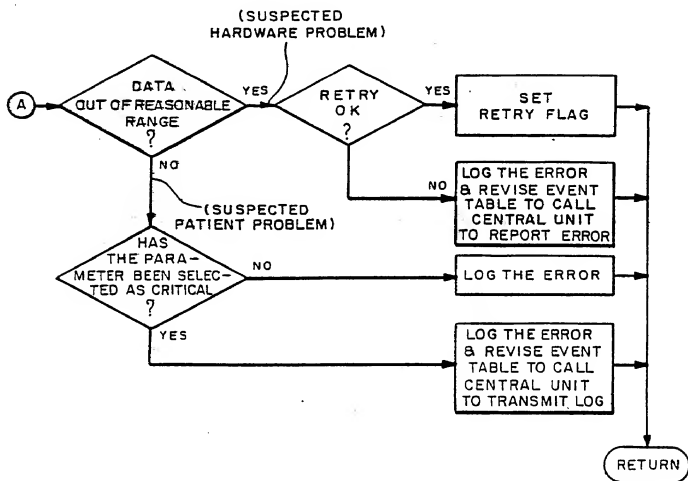 (SUSPECTED
HARDWARE PROBLEM)
A
DATA
OUT OF REASONABLE
RANGE
?
YES
RETRY
OK
?
YES
SET
RETRY FLAG
NO
(SUSPECTED
PATIENT PROBLEM)
NO
LOG THE ERROR
& REVISE EVENT
TABLE TO CALL
CENTRAL UNIT
TO REPORT ERROR
HAS
THE PARA-
METER BEEN SELEC-
TED AS CRITICAL
?
NO
LOG THE ERROR
YES
LOG THE ERROR
& REVISE EVENT
TABLE TO CALL
CENTRAL UNIT
TO TRANSMIT LOG
RETURN